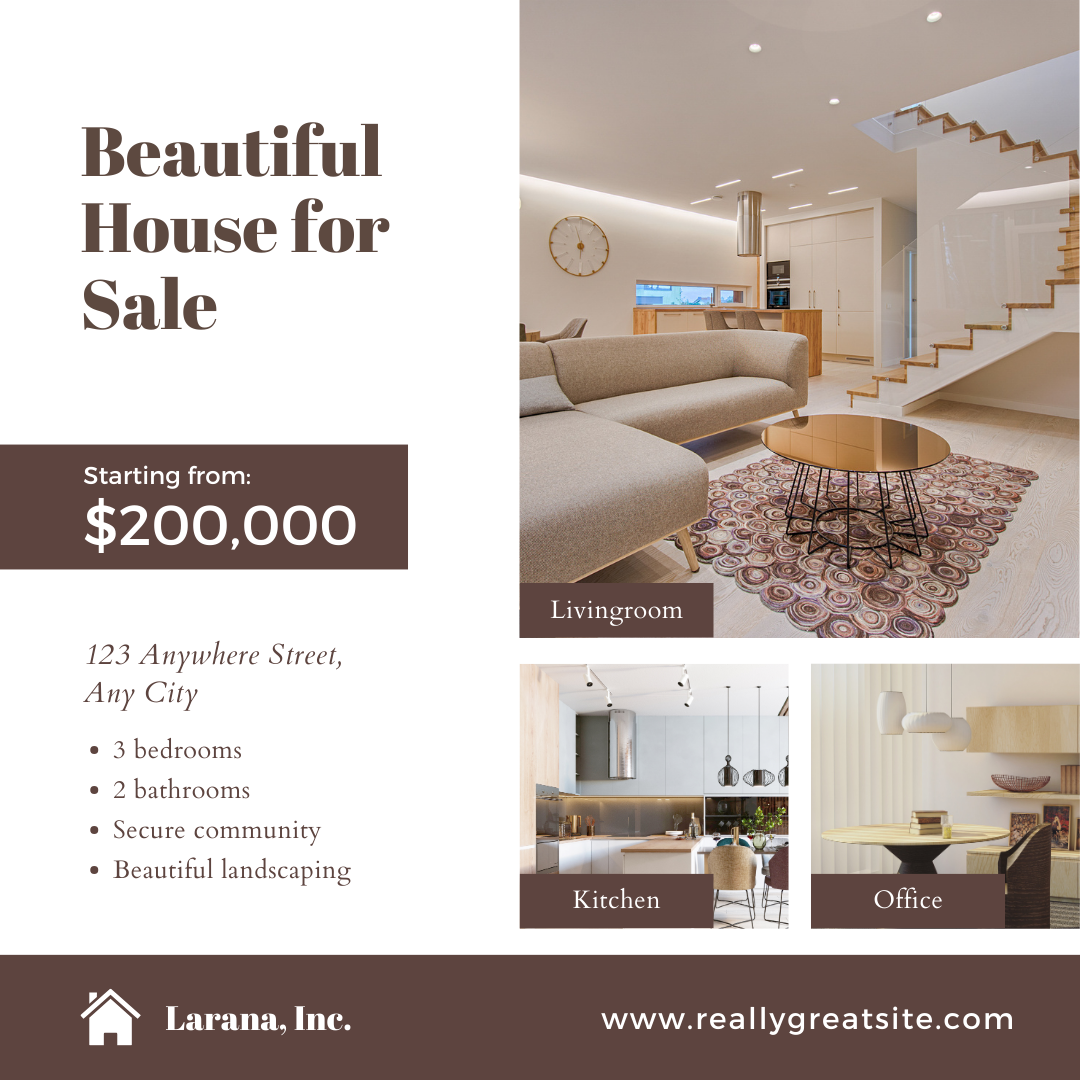 Beautiful
House for
Sale
Starting from:
$200,000
123 Anywhere Street,
Any City
• 3 bedrooms
• 2 bathrooms
• Secure community
• Beautiful landscaping
Livingroom
Kitchen
Office
Larana, Inc.
www.reallygreatsite.com